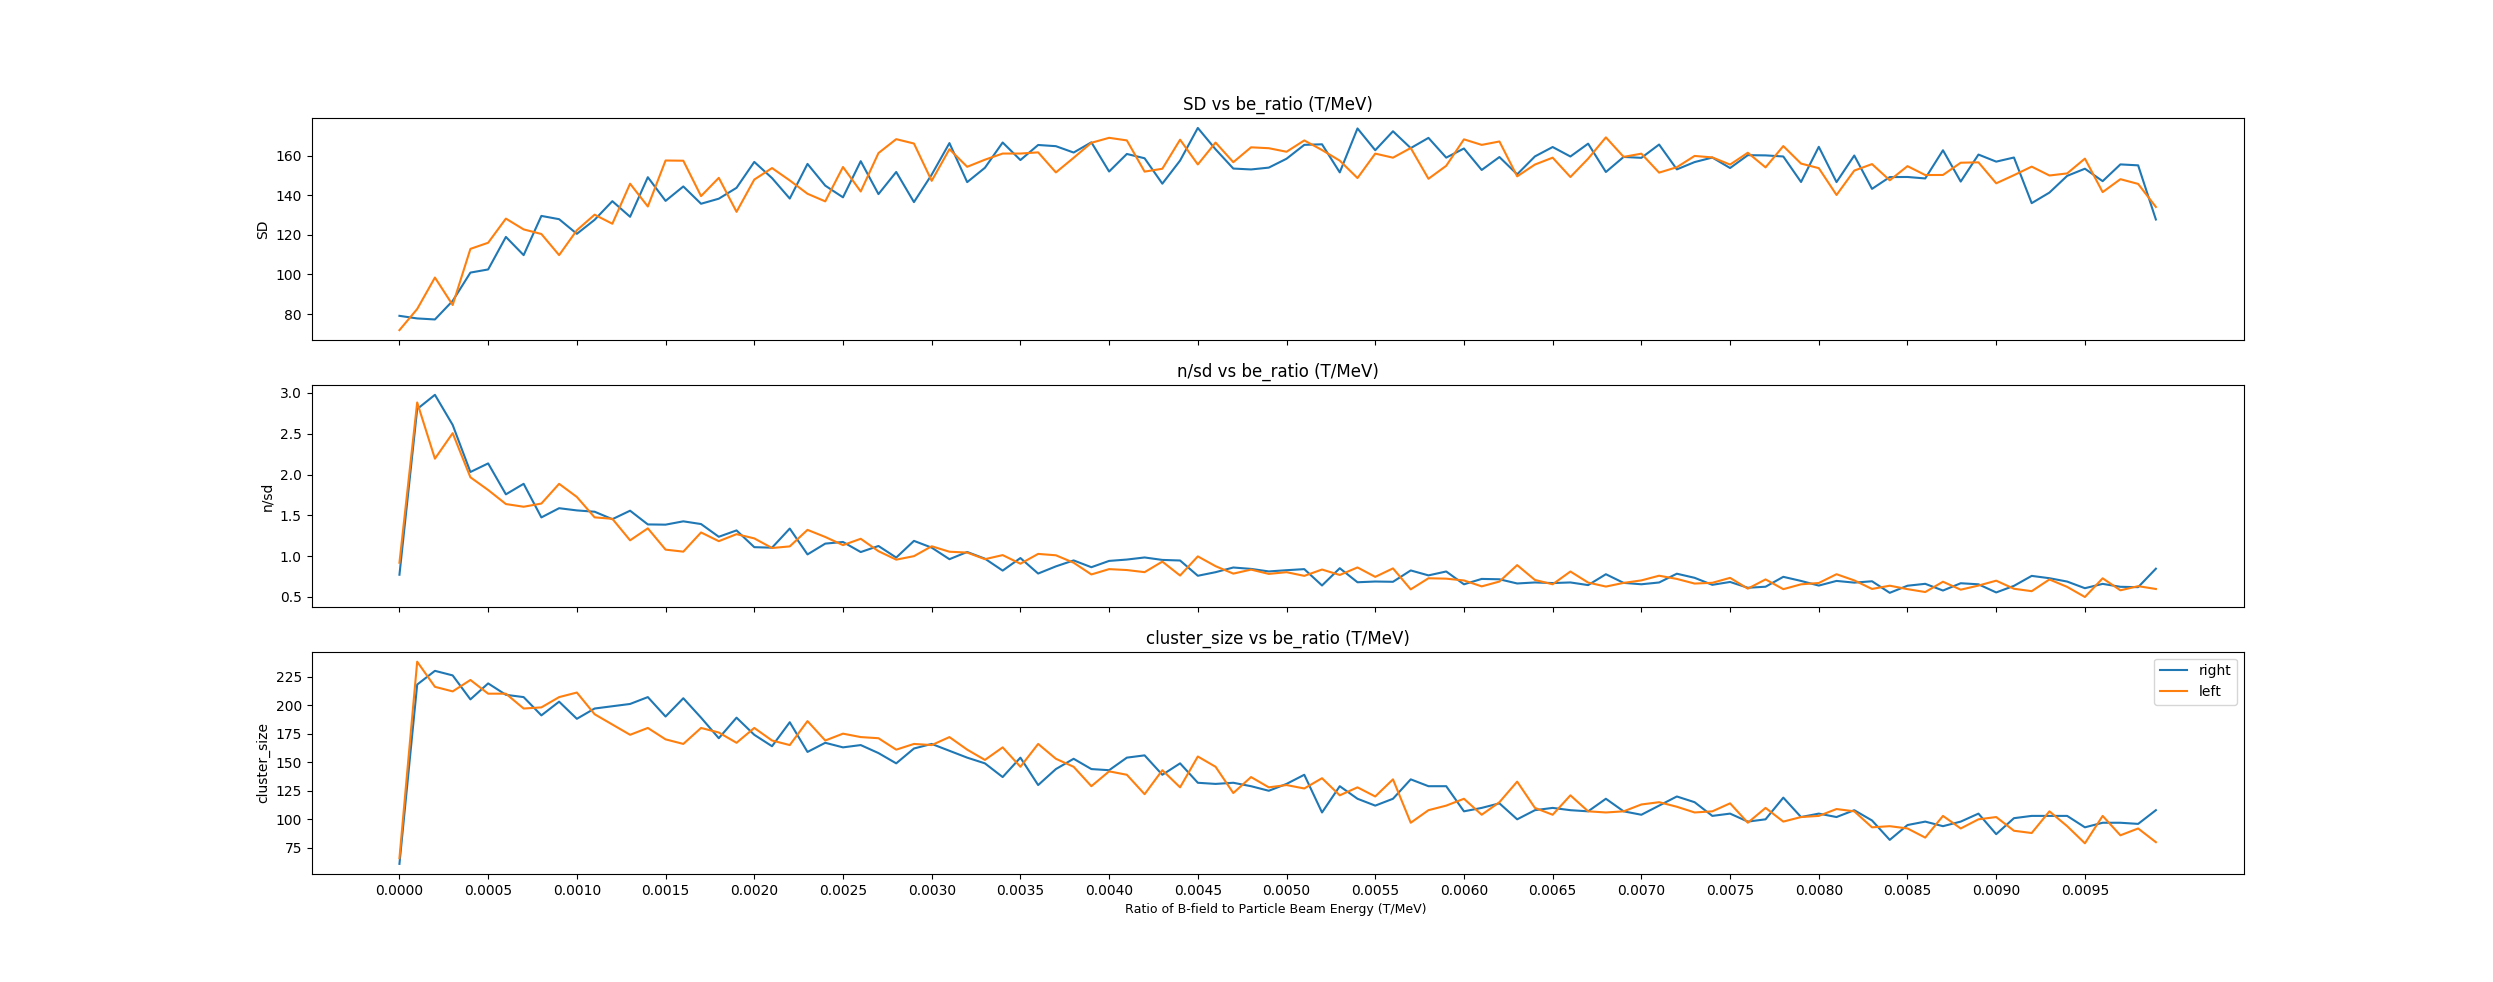 SD vs be_ratio (T/MeV)
160
140
120
100
80
SD
n/sd vs be_ratio (T/MeV)
3.0
2.5
2.0
1.5
1.0
0.5
n/sd
cluster_size vs be_ratio (T/MeV)
225
200
175
150
125
100
75
cluster_size
right
left
0.0000 0.0005 0.0010 0.0015 0.0020 0.0025 0.0030 0.0035 0.0040 0.0045 0.0050 0.0055 0.0060 0.0065 0.0070 0.0075 0.0080 0.0085 0.0090 0.0095
Ratio of B-field to Particle Beam Energy (T/MeV)